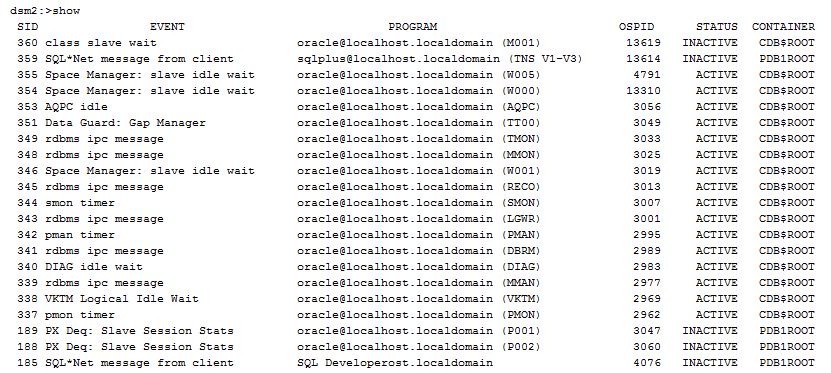 dsm2:>show
SID EVENT PROGRAM OSPID STATUS CONTAINER
360 class slave wait oracle@localhost.localdomain (M001) 13619 INACTIVE CDB$ROOT
359 SQL*Net message from client sqlplus@localhost.localdomain (TNS V1-V3) 13614 INACTIVE PDB1ROOT
355 Space Manager: slave idle wait oracle@localhost.localdomain (W005) 4791 ACTIVE CDB$ROOT
354 Space Manager: slave idle wait oracle@localhost.localdomain (W000) 13310 ACTIVE CDB$ROOT
353 AQPC idle oracle@localhost.localdomain (AQPC) 3056 ACTIVE CDB$ROOT
351 Data Guard: Gap Manager oracle@localhost.localdomain (TT00) 3049 ACTIVE CDB$ROOT
349 rdbms ipc message oracle@localhost.localdomain (TMON) 3033 ACTIVE CDB$ROOT
348 rdbms ipc message oracle@localhost.localdomain (MMON) 3025 ACTIVE CDB$ROOT
346 Space Manager: slave idle wait oracle@localhost.localdomain (W001) 3019 ACTIVE CDB$ROOT
345 rdbms ipc message oracle@localhost.localdomain (RECO) 3013 ACTIVE CDB$ROOT
344 smon timer oracle@localhost.localdomain (SMON) 3007 ACTIVE CDB$ROOT
343 rdbms ipc message oracle@localhost.localdomain (LGWR) 3001 ACTIVE CDB$ROOT
342 pman timer oracle@localhost.localdomain (PMAN) 2995 ACTIVE CDB$ROOT
341 rdbms ipc message oracle@localhost.localdomain (DBRM) 2989 ACTIVE CDB$ROOT
340 DIAG idle wait oracle@localhost.localdomain (DIAG) 2983 ACTIVE CDB$ROOT
339 rdbms ipc message oracle@localhost.localdomain (MMAN) 2977 ACTIVE CDB$ROOT
338 VKTM Logical Idle Wait oracle@localhost.localdomain (VKTM) 2969 ACTIVE CDB$ROOT
337 pmon timer oracle@localhost.localdomain (PMON) 2962 ACTIVE CDB$ROOT
189 PX Deq: Slave Session Stats oracle@localhost.localdomain (P001) 3047 INACTIVE PDB1ROOT
188 PX Deq: Slave Session Stats oracle@localhost.localdomain (P002) 3060 INACTIVE PDB1ROOT
185 SQL*Net message from client SQL Developerost.localdomain 4076 INACTIVE PDB1ROOT